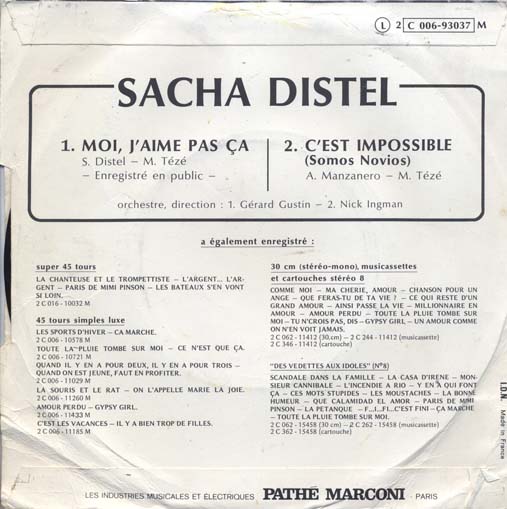 Ⓛ 2 C 006-93037 M
SACHA DISTEL
1. MOI, J'AIME PAS ÇA
S. Distel – M. Tézé
– Enregistré en public –
2. C'EST IMPOSSIBLE
(Somos Novios)
A. Manzanero – M. Tézé
orchestre, direction : 1. Gérard Gustin – 2. Nick Ingman
a également enregistré :
super 45 tours
LA CHANTEUSE ET LE TROMPETTISTE – L'ARGENT... L'AR-
GENT – PARIS DE MIMI PINSON – LES BATEAUX S'EN VONT
SI LOIN.
2 C 016 - 10032 M
45 tours simples luxe
LES SPORTS D'HIVER – CA MARCHE.
2 C 006 - 10578 M
TOUTE LA PLUIE TOMBE SUR MOI – CE N'EST QUE ÇA.
2 C 006 - 10721 M
QUAND IL Y EN A POUR DEUX, IL Y EN A POUR TROIS –
QUAND ON EST JEUNE, FAUT EN PROFITER.
2 C 006 - 11029 M
LA SOURIS ET LE RAT – ON L'APPELLE MARIE LA JOIE.
2 C 006 - 11260 M
AMOUR PERDU – GYPSY GIRL.
2 C 006 - 11433 M
C'EST LES VACANCES – IL Y A BIEN TROP DE FILLES.
2 C 006 - 11185 M
30 cm (stéréo-mono), musicassettes
et cartouches stéréo 8
COMME MOI – MA CHERIE, AMOUR – CHANSON POUR UN
ANGE – QUE FERAS-TU DE TA VIE ? – CE QUI RESTE D'UN
GRAND AMOUR – AINSI PASSE LA VIE – MILLIONNAIRE EN
AMOUR – AMOUR PERDU – TOUTE LA PLUIE TOMBE SUR
MOI – TU N'CROIS PAS, DIS – GYPSY GIRL – UN AMOUR COMME
ON N'EN VOIT JAMAIS.
2 C 062 - 11412 (30 cm) – 2 C 244 - 11412 (musicassette)
2 C 346 - 11412 (cartouche)
"DES VEDETTES AUX IDOLES" (N°8)
SCANDALE DANS LA FAMILLE – LA CASA D'IRENE – MON-
SIEUR CANNIBALE – L'INCENDIE A RIO – Y EN A QUI FONT
ÇA – CES MOTS STUPIDES – LES MOUSTACHES – LA BONNE
HUMEUR – QUE CALAMIDAD EL AMOR – PARIS DE MIMI
PINSON – LA PETANQUE – F...I...FI...C'EST FINI – ÇA MARCHE
– TOUTE LA PLUIE TOMBE SUR MOI.
2 C 062 - 15458 (30 cm) – 2 C 262 - 15458 (musicassette)
2 C 362 - 15458 (cartouche)
I.D.N. Made in France
LES INDUSTRIES MUSICALES ET ÉLECTRIQUES PATHÉ MARCONI - PARIS